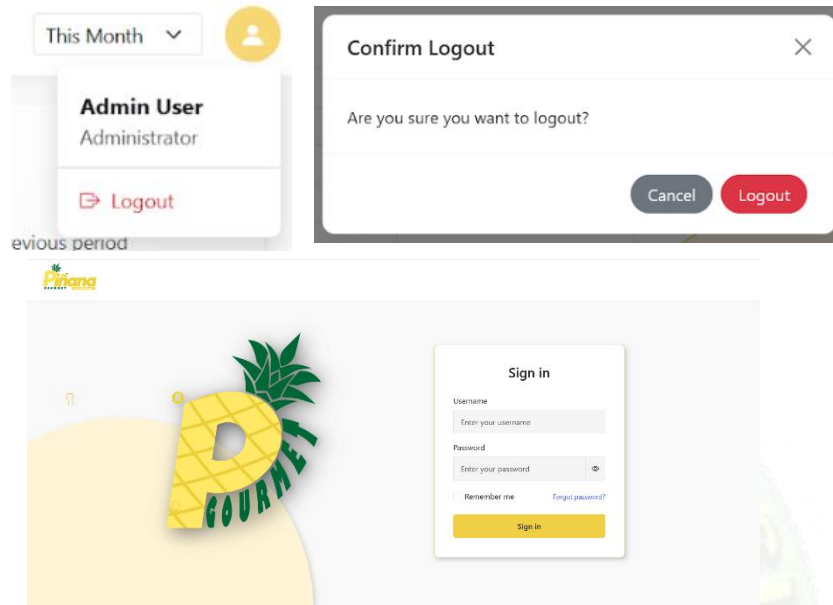 This Month
Admin User
Administrator
Logout
evious period
Confirm Logout
Are you sure you want to logout?
Cancel Logout
Piñana
GOURMET
P
GOURMET
Sign in
Username
Enter your username
Password
Enter your password
Remember me Forgot password?
Sign in